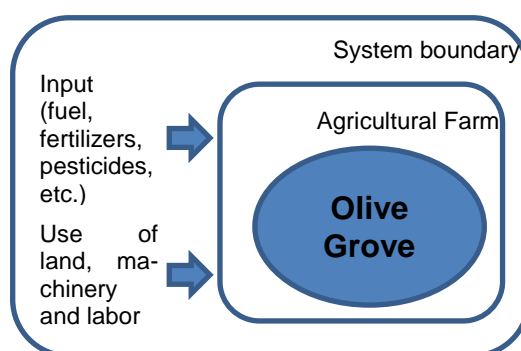 System boundary
Input
(fuel,
fertilizers,
pesticides,
etc.)
Agricultural Farm
Olive
Grove
Use of
land, ma-
chinery
and labor